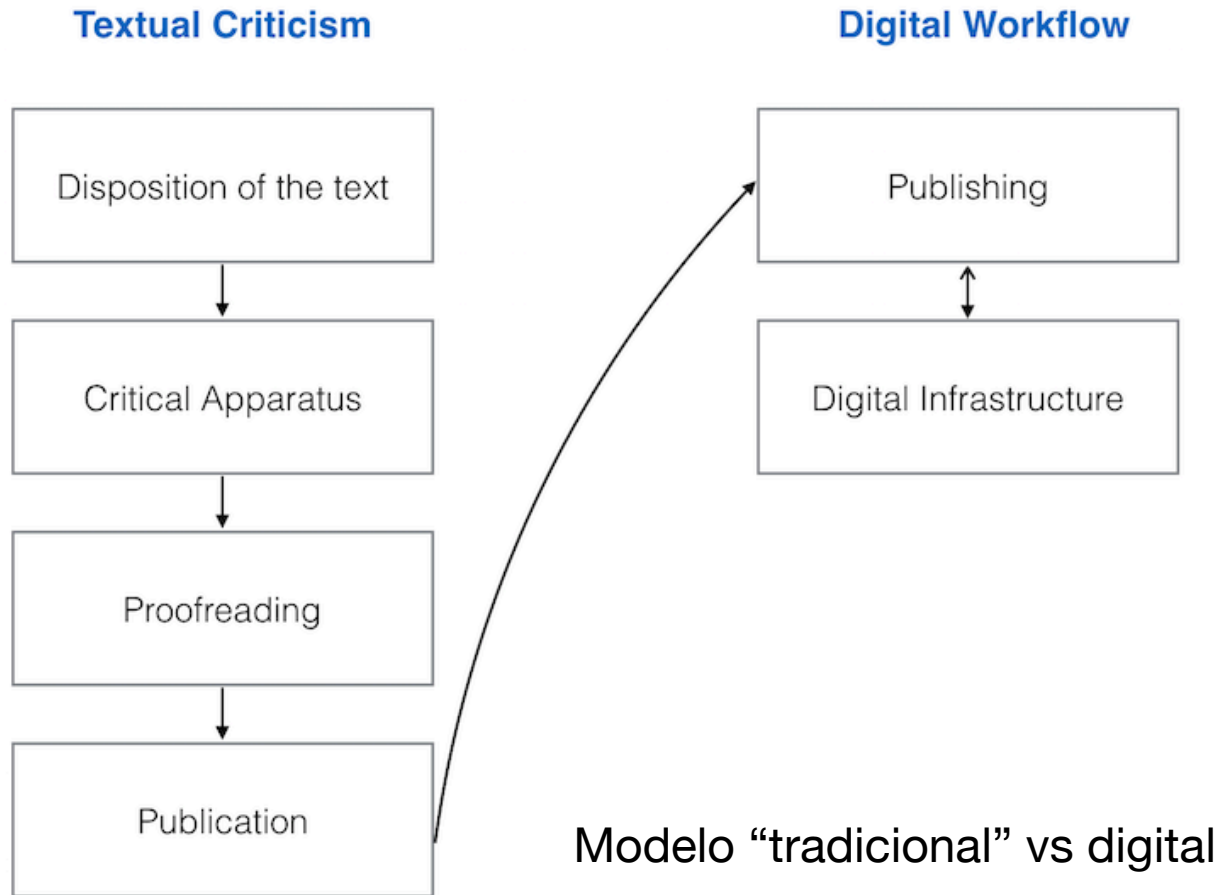 Textual Criticism
Disposition of the text
Critical Apparatus
Proofreading
Publication
Digital Workflow
Publishing
Digital Infrastructure
Modelo “tradicional” vs digital